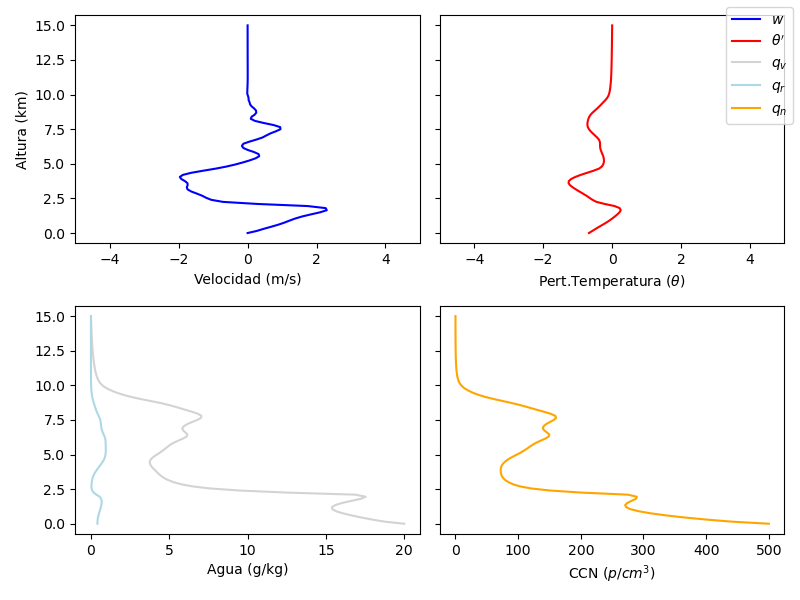 w
θ'
q_v
q_r
q_n
15.0
12.5
10.0
7.5
5.0
2.5
0.0
Altura (km)
−4 −2 0 2 4
Velocidad (m/s)
−4 −2 0 2 4
Pert.Temperatura (θ)
15.0
12.5
10.0
7.5
5.0
2.5
0.0
0 5 10 15 20
Agua (g/kg)
0 100 200 300 400 500
CCN (p/cm³)